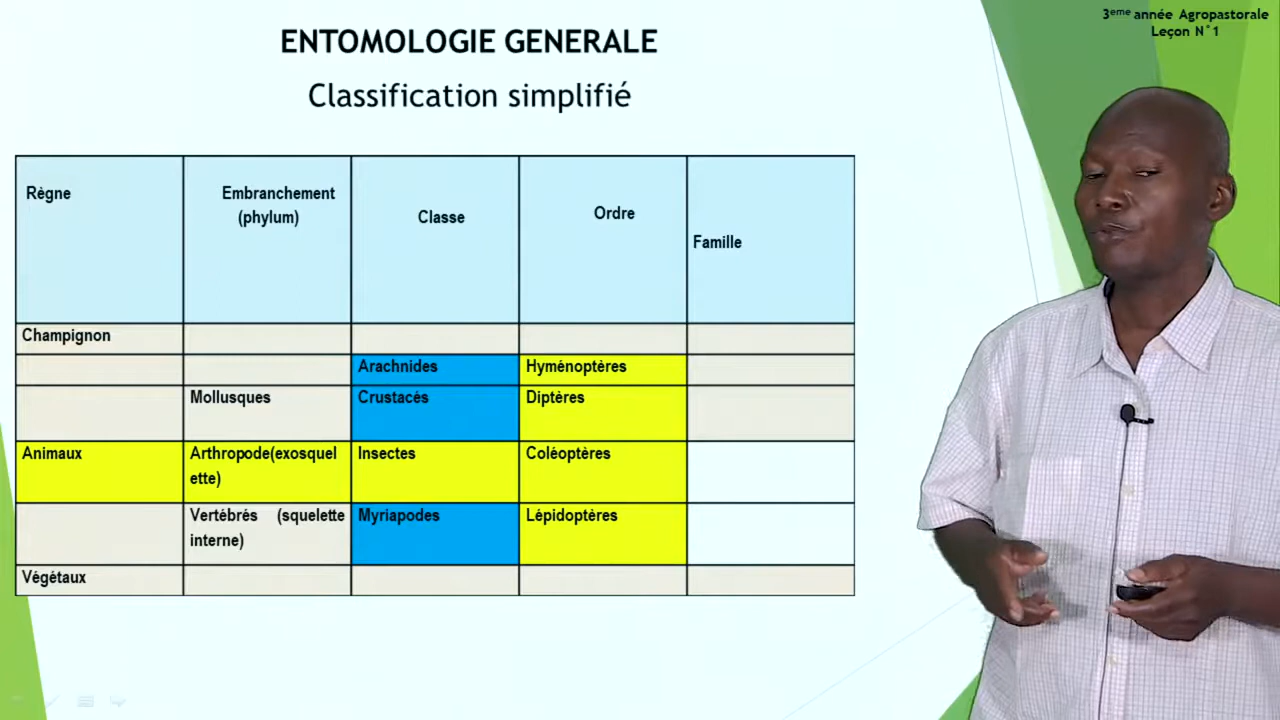 3eme année Agropastorale
Leçon N°1
ENTOMOLOGIE GENERALE
Classification simplifié
Règne
Embranchement
(phylum)
Classe
Ordre
Famille
Champignon
Arachnides
Hyménoptères
Mollusques
Crustacés
Diptères
Animaux
Arthropode(exosquel
ette)
Insectes
Coléoptères
Vertébrés (squelette
interne)
Myriapodes
Lépidoptères
Végétaux